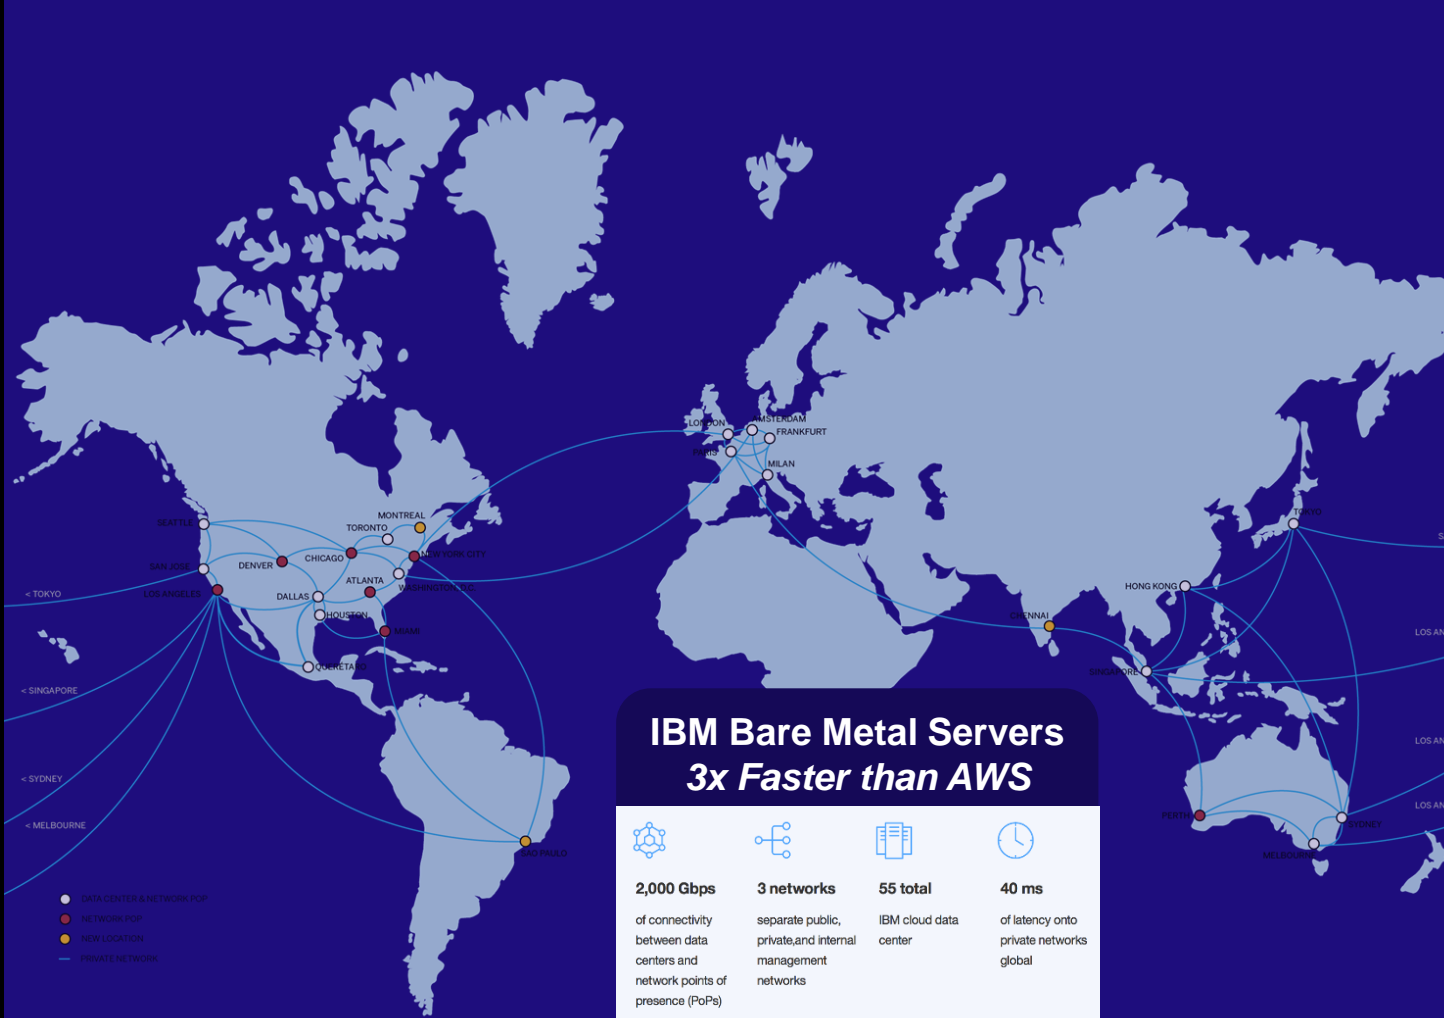 LONDON
AMSTERDAM
FRANKFURT
PARIS
MILAN
MONTREAL
TORONTO
SEATTLE
CHICAGO
NEW YORK CITY
DENVER
SAN JOSE
ATLANTA
WASHINGTON D.C.
LOS ANGELES
DALLAS
HOUSTON
MIAMI
QUERETARO
SAO PAULO
TOKYO
HONG KONG
CHENNAI
SINGAPORE
PERTH
SYDNEY
MELBOURNE
< TOKYO
< SINGAPORE
< SYDNEY
< MELBOURNE
S
LOS AN
LOS AN
LOS AN
DATA CENTER & NETWORK POP
NETWORK POP
NEW LOCATION
PRIVATE NETWORK
IBM Bare Metal Servers
3x Faster than AWS
2,000 Gbps
of connectivity
between data
centers and
network points of
presence (PoPs)
3 networks
separate public,
private,and internal
management
networks
55 total
IBM cloud data
center
40 ms
of latency onto
private networks
global